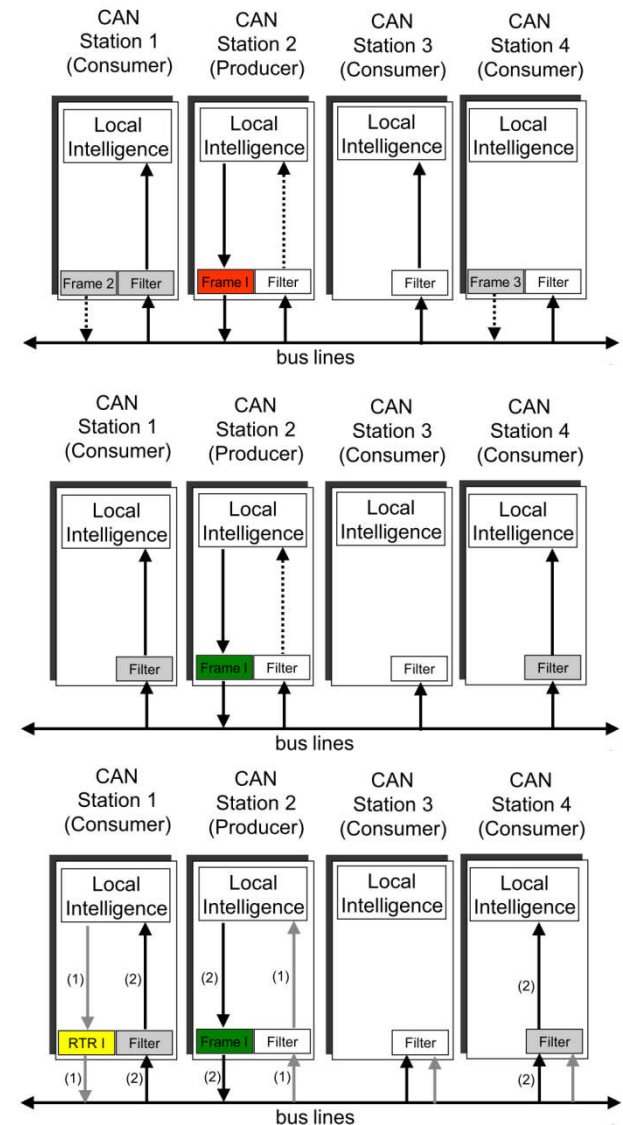 CAN
Station 1
(Consumer)
CAN
Station 2
(Producer)
CAN
Station 3
(Consumer)
CAN
Station 4
(Consumer)
Local
Intelligence
Local
Intelligence
Local
Intelligence
Local
Intelligence
Frame 2
Filter
Frame I
Filter
Filter
Frame 3
Filter
bus lines
CAN
Station 1
(Consumer)
CAN
Station 2
(Producer)
CAN
Station 3
(Consumer)
CAN
Station 4
(Consumer)
Local
Intelligence
Local
Intelligence
Local
Intelligence
Local
Intelligence
Filter
Frame I
Filter
Filter
Filter
bus lines
CAN
Station 1
(Consumer)
CAN
Station 2
(Producer)
CAN
Station 3
(Consumer)
CAN
Station 4
(Consumer)
Local
Intelligence
Local
Intelligence
Local
Intelligence
Local
Intelligence
(1)
(2)
(2)
(1)
(2)
RTR I
Filter
Frame I
Filter
Filter
Filter
(1)
(2)
(2)
(1)
(2)
bus lines